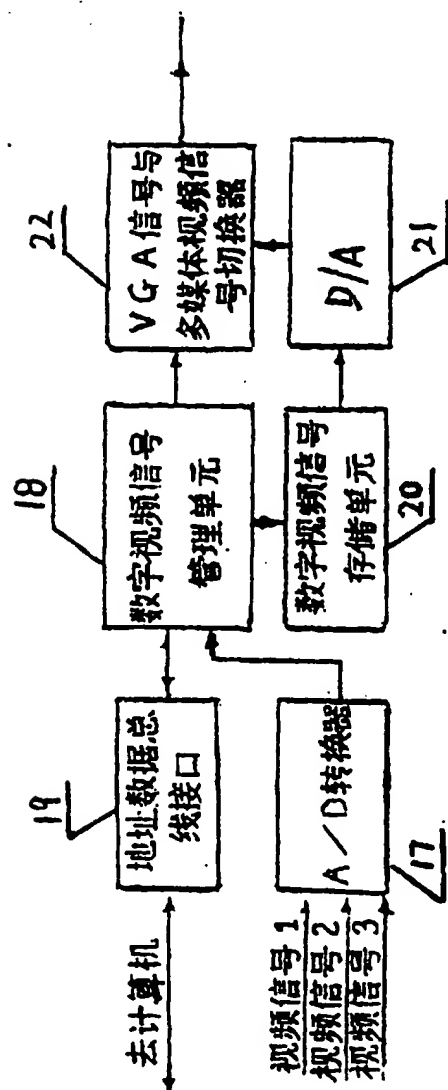 去计算机
19
地址数据总
线接口
18
数字视频信号
管理单元
22
VGA信号与
多媒体视频信
号切换器
视频信号1
视频信号2
视频信号3
A/D转换器
17
数字视频信号
存储单元
20
D/A
21